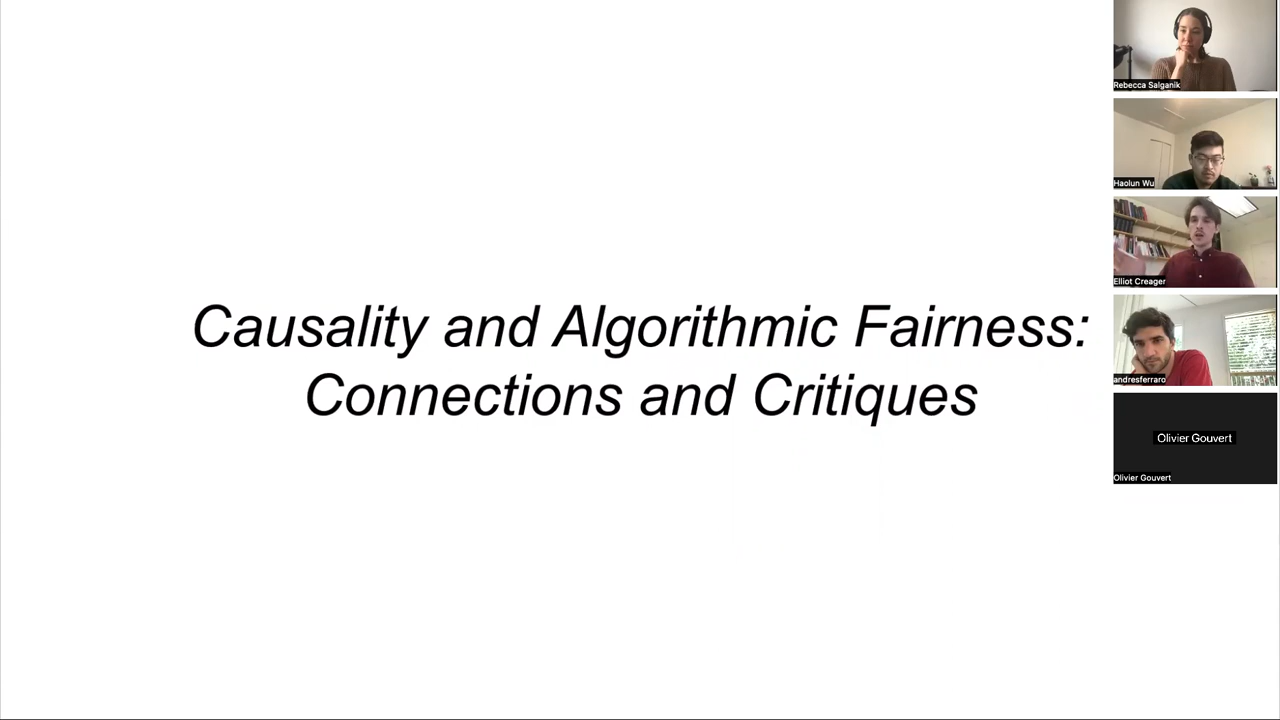 Causality and Algorithmic Fairness:
Connections and Critiques
Rebecca Salganik
Haolun Wu
Elliot Creager
andresferraro
Olivier Gouvert
Olivier Gouvert